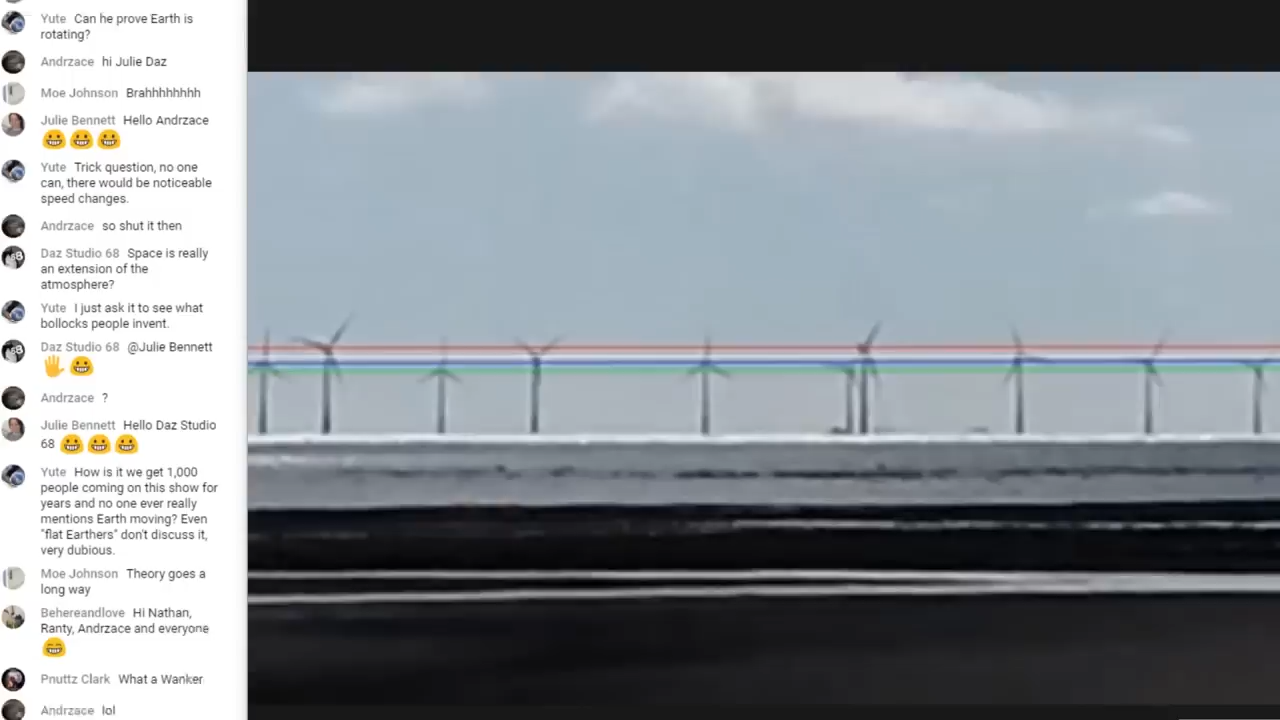 Yute Can he prove Earth is
rotating?
Andrzace hi Julie Daz
Moe Johnson Brahhhhhhhh
Julie Bennett Hello Andrzace
😁😁😁
Yute Trick question, no one
can, there would be noticeable
speed changes.
Andrzace so shut it then
Daz Studio 68 Space is really
an extension of the
atmosphere?
Yute I just ask it to see what
bollocks people invent.
Daz Studio 68 @Julie Bennett
🖐😁
Andrzace ?
Julie Bennett Hello Daz Studio
68 😁😁😁
Yute How is it we get 1,000
people coming on this show for
years and no one ever really
mentions Earth moving? Even
"flat Earthers" don't discuss it,
very dubious.
Moe Johnson Theory goes a
long way
Behereandlove Hi Nathan,
Ranty, Andrzace and everyone
😁
Pnuttz Clark What a Wanker
Andrzace lol